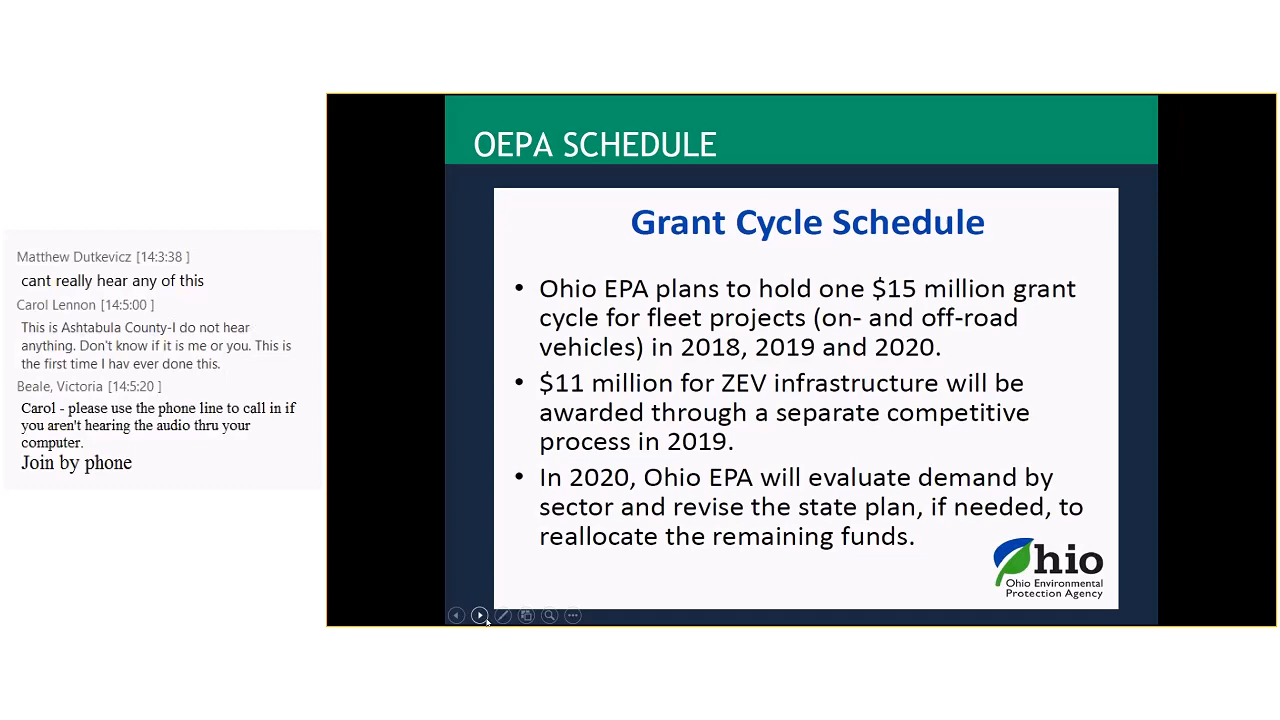 Matthew Dutkevicz [14:3:38 ]
cant really hear any of this
Carol Lennon [14:5:00 ]
This is Ashtabula County-I do not hear
anything. Don't know if it is me or you. This is
the first time I hav ever done this.
Beale, Victoria [14:5:20 ]
Carol - please use the phone line to call in if
you aren't hearing the audio thru your
computer.
Join by phone
OEPA SCHEDULE
Grant Cycle Schedule
• Ohio EPA plans to hold one $15 million grant
cycle for fleet projects (on- and off-road
vehicles) in 2018, 2019 and 2020.
• $11 million for ZEV infrastructure will be
awarded through a separate competitive
process in 2019.
• In 2020, Ohio EPA will evaluate demand by
sector and revise the state plan, if needed, to
reallocate the remaining funds.
Ohio
Ohio Environmental
Protection Agency